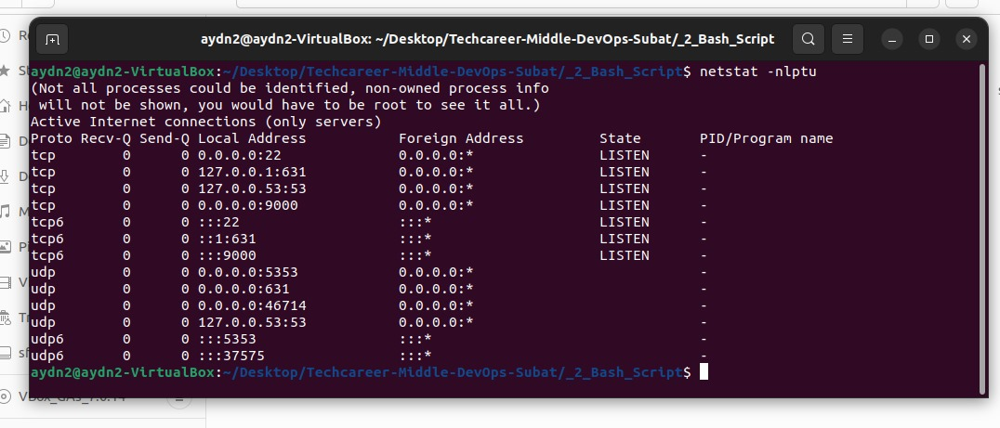 aydn2@aydn2-VirtualBox: ~/Desktop/Techcareer-Middle-DevOps-Subat/_2_Bash_Script
aydn2@aydn2-VirtualBox:~/Desktop/Techcareer-Middle-DevOps-Subat/_2_Bash_Script$ netstat -nlptu
(Not all processes could be identified, non-owned process info
 will not be shown, you would have to be root to see it all.)
Active Internet connections (only servers)
Proto Recv-Q Send-Q Local Address           Foreign Address         State       PID/Program name
tcp        0      0 0.0.0.0:22              0.0.0.0:*               LISTEN      -
tcp        0      0 127.0.0.1:631           0.0.0.0:*               LISTEN      -
tcp        0      0 127.0.0.53:53           0.0.0.0:*               LISTEN      -
tcp        0      0 0.0.0.0:9000            0.0.0.0:*               LISTEN      -
tcp6       0      0 :::22                   :::*                    LISTEN      -
tcp6       0      0 ::1:631                 :::*                    LISTEN      -
tcp6       0      0 :::9000                 :::*                    LISTEN      -
udp        0      0 0.0.0.0:5353            0.0.0.0:*                           -
udp        0      0 0.0.0.0:631             0.0.0.0:*                           -
udp        0      0 0.0.0.0:46714           0.0.0.0:*                           -
udp        0      0 127.0.0.53:53           0.0.0.0:*                           -
udp6       0      0 :::5353                 :::*                                -
udp6       0      0 :::37575                :::*                                -
aydn2@aydn2-VirtualBox:~/Desktop/Techcareer-Middle-DevOps-Subat/_2_Bash_Script$